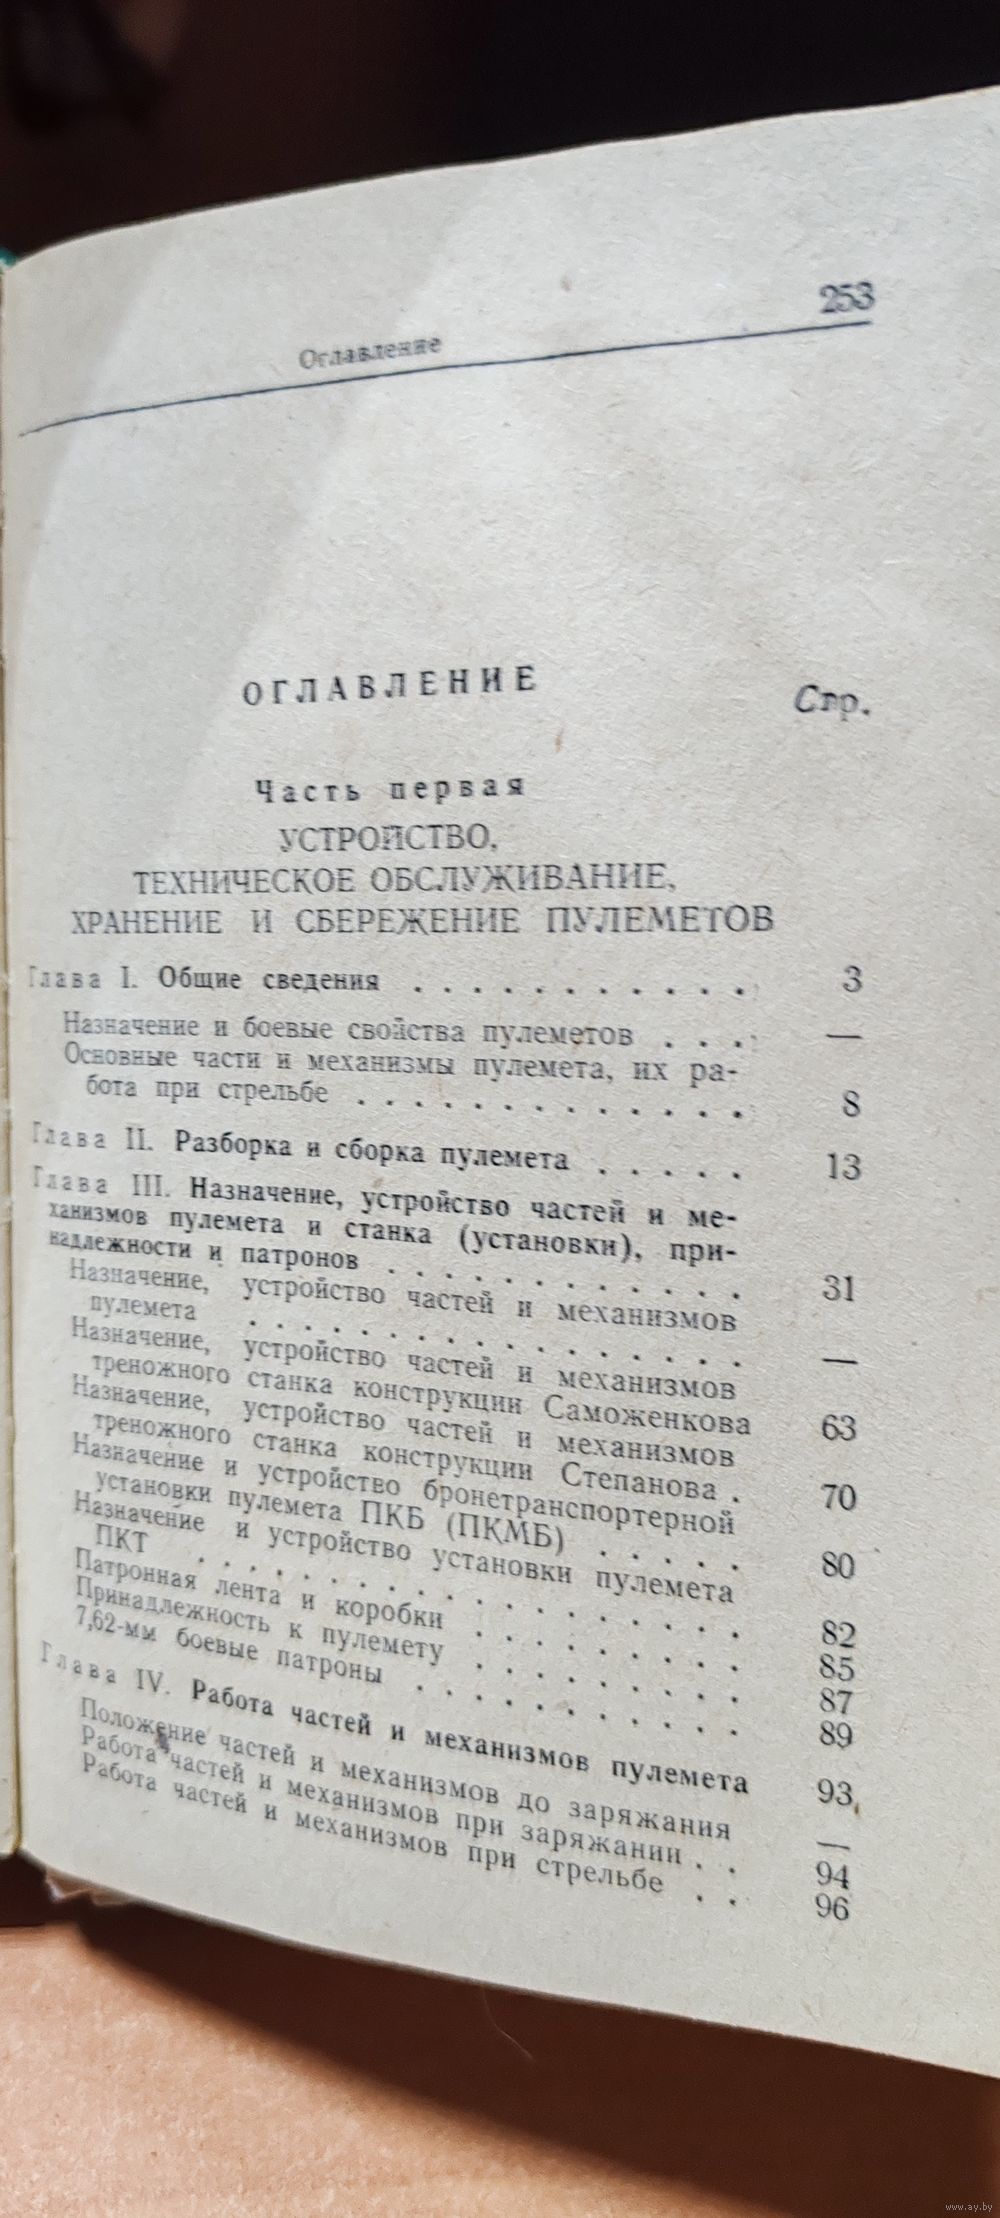 253
Оглавление
ОГЛАВЛЕНИЕ
Стр.
Часть первая
УСТРОЙСТВО,
ТЕХНИЧЕСКОЕ ОБСЛУЖИВАНИЕ,
ХРАНЕНИЕ И СБЕРЕЖЕНИЕ ПУЛЕМЕТОВ
Глава I. Общие сведения . . . . . . . . . . . . 3
Назначение и боевые свойства пулеметов . . . —
Основные части и механизмы пулемета, их ра-
бота при стрельбе . . . . . . . . . . . . . . 8
Глава II. Разборка и сборка пулемета . . . . . 13
Глава III. Назначение, устройство частей и ме-
ханизмов пулемета и станка (установки), при-
надлежности и патронов . . . . . . . . . . . . . 31
Назначение, устройство частей и механизмов
пулемета . . . . . . . . . . . . . . . . . —
Назначение, устройство частей и механизмов
треножного станка конструкции Саможенкова 63
Назначение, устройство частей и механизмов
треножного станка конструкции Степанова . 70
Назначение и устройство бронетранспортерной
установки пулемета ПКБ (ПКМБ) . . . . . 80
Назначение и устройство установки пулемета
ПКТ . . . . . . . . . . . . . . . . . . . 82
Патронная лента и коробки . . . . . . . . . . 85
Принадлежность к пулемету . . . . . . . . . . 87
7,62-мм боевые патроны . . . . . . . . . . . . 89
Глава IV. Работа частей и механизмов пулемета 93
Положение частей и механизмов до заряжания —
Работа частей и механизмов при заряжании . . 94
Работа частей и механизмов при стрельбе . . 96
www.ay.by